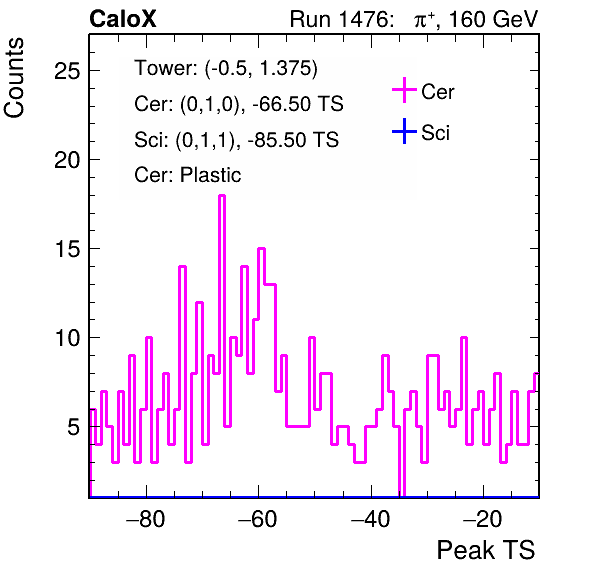 CaloX Run 1476: π⁺, 160 GeV
Counts
Tower: (-0.5, 1.375)
Cer: (0,1,0), -66.50 TS
Sci: (0,1,1), -85.50 TS
Cer: Plastic
Cer
Sci
25
20
15
10
5
−80 −60 −40 −20
Peak TS